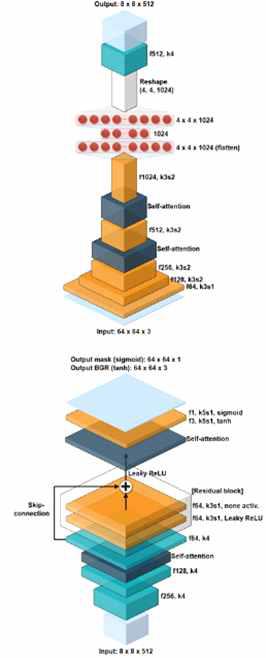 Output: 8 x 8 x 512
f512, k4
Reshape
(4, 4, 1024)
4 x 4 x 1024
1024
4 x 4 x 1024 (flatten)
f1024, k3s2
Self-attention
f512, k3s2
Self-attention
f256, k3s2
f128, k3s2
f64, k3s1
Input: 64 x 64 x 3
Output mask (sigmoid): 64 x 64 x 1
Output BGR (tanh): 64 x 64 x 3
f1, k5s1, sigmoid
f3, k5s1, tanh
Self-attention
Leaky ReLU
[Residual block]
Skip-
connection
f64, k3s1, none activ.
f64, k3s1, Leaky ReLU
f64, k4
Self-attention
f128, k4
f256, k4
Input: 8 x 8 x 512